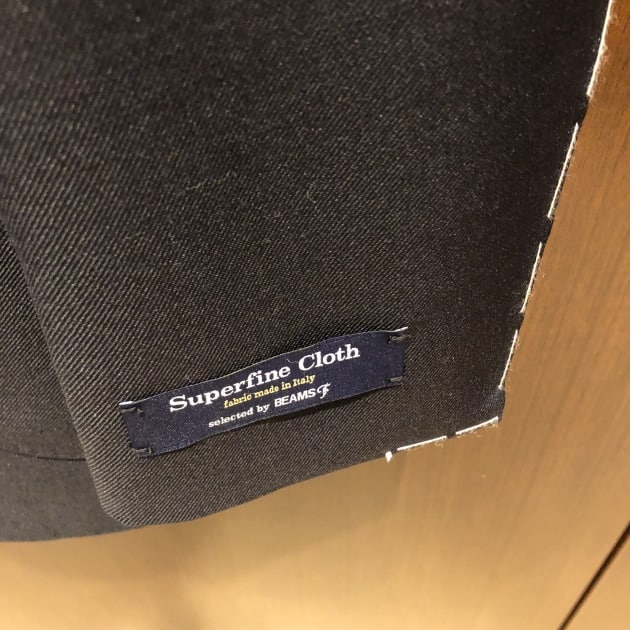 Superfine Cloth
fabric made in Italy
selected by BEAMS F